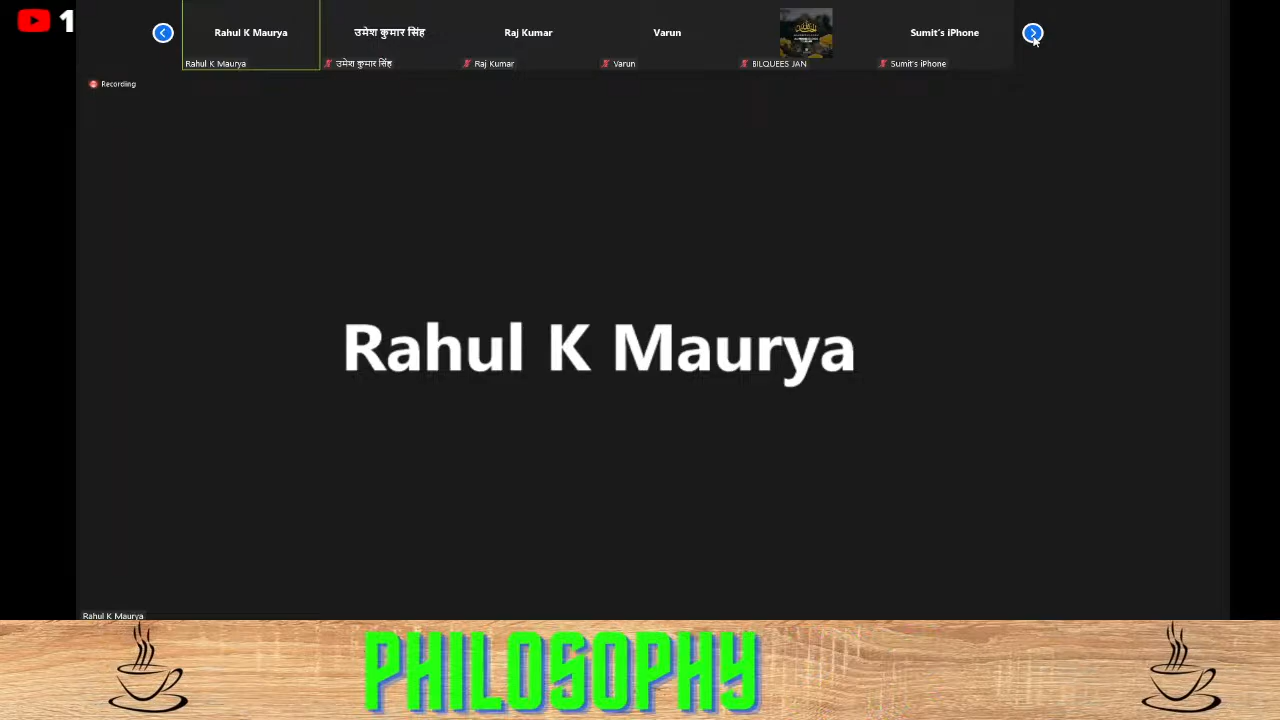 1
Rahul K Maurya
उमेश कुमार सिंह
Raj Kumar
Varun
Sumit's iPhone
Rahul K Maurya
उमेश कुमार सिंह
Raj Kumar
Varun
BILQUEES JAN
Sumit's iPhone
Recording
Rahul K Maurya
Rahul K Maurya
PHILOSOPHY